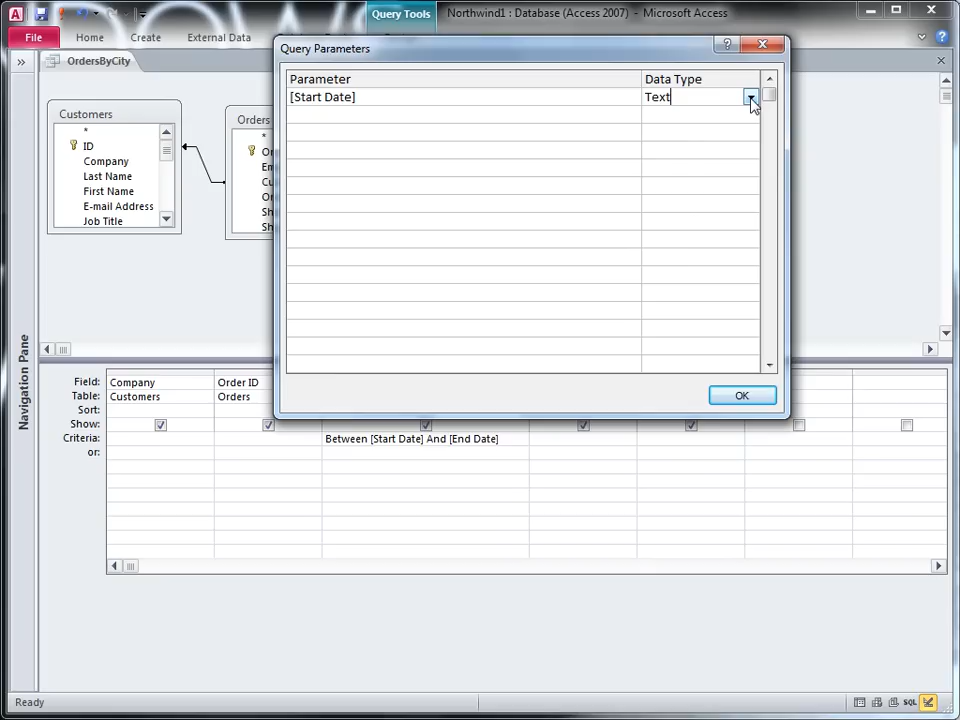 Query Tools
Northwind1 : Database (Access 2007) - Microsoft Access
File
Home
Create
External Data
OrdersByCity
Query Parameters
Parameter
Data Type
[Start Date]
Text
OK
Customers
*
ID
Company
Last Name
First Name
E-mail Address
Job Title
Orders
*
Navigation Pane
Field:
Company
Order ID
Table:
Customers
Orders
Sort:
Show:
Criteria:
Between [Start Date] And [End Date]
or:
Ready
SQL